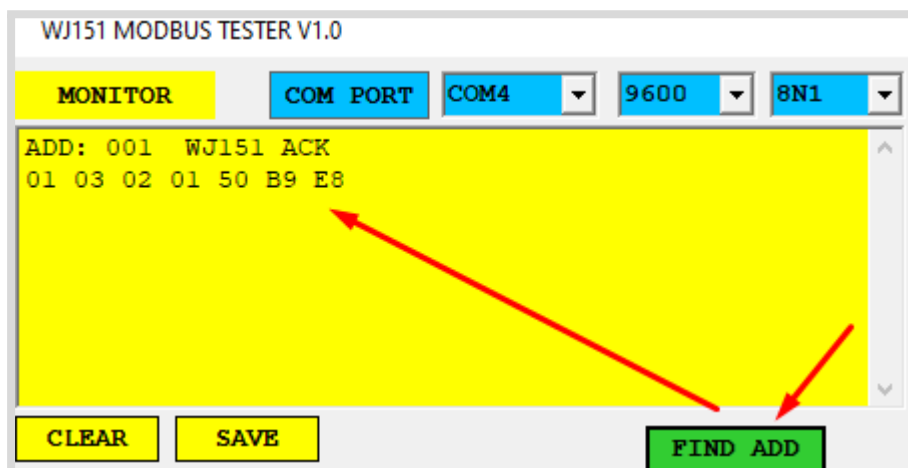 WJ151 MODBUS TESTER V1.0
MONITOR COM PORT COM4 9600 8N1
ADD: 001 WJ151 ACK
01 03 02 01 50 B9 E8
CLEAR SAVE FIND ADD